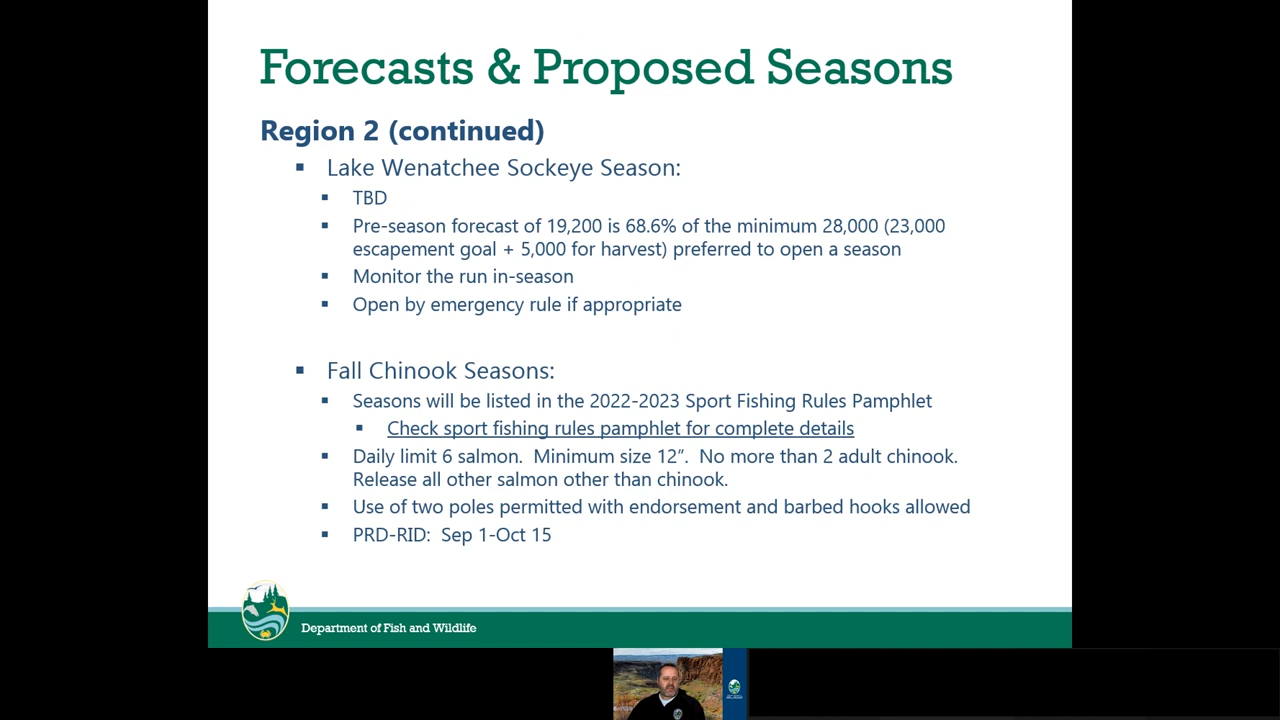 Forecasts & Proposed Seasons
Region 2 (continued)
Lake Wenatchee Sockeye Season:
TBD
Pre-season forecast of 19,200 is 68.6% of the minimum 28,000 (23,000
escapement goal + 5,000 for harvest) preferred to open a season
Monitor the run in-season
Open by emergency rule if appropriate
Fall Chinook Seasons:
Seasons will be listed in the 2022-2023 Sport Fishing Rules Pamphlet
Check sport fishing rules pamphlet for complete details
Daily limit 6 salmon.  Minimum size 12″.  No more than 2 adult chinook.
Release all other salmon other than chinook.
Use of two poles permitted with endorsement and barbed hooks allowed
PRD-RID:  Sep 1-Oct 15
Department of Fish and Wildlife